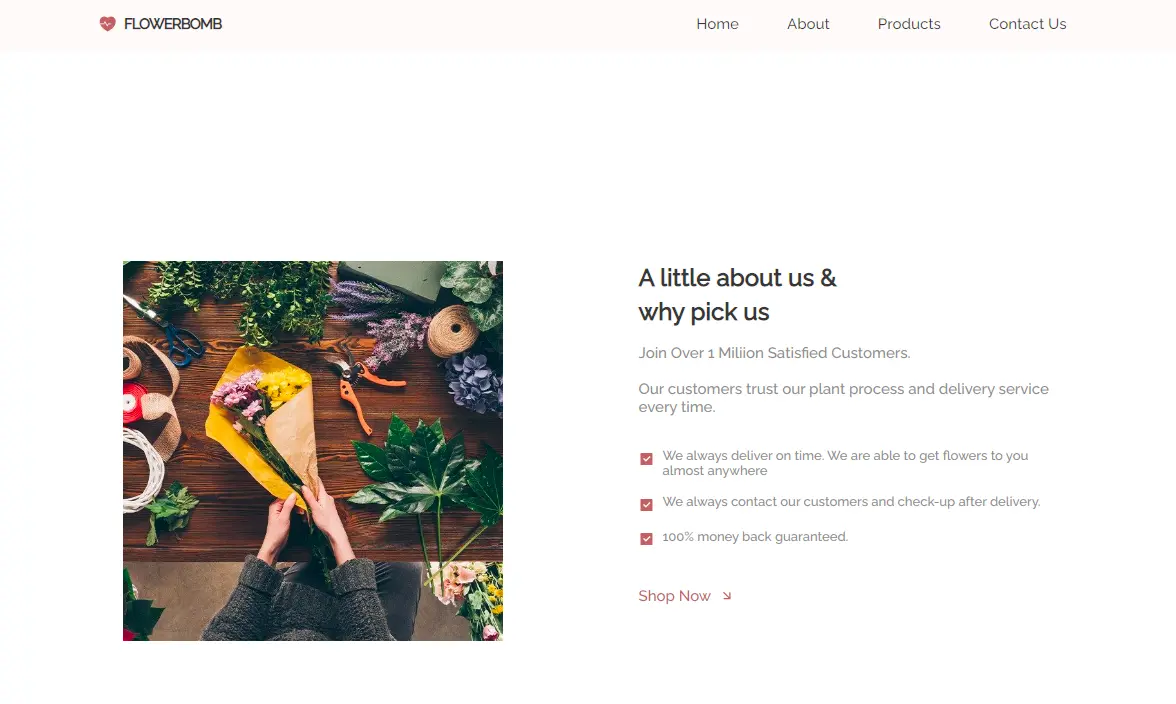 FLOWERBOMB
Home
About
Products
Contact Us
A little about us &
why pick us
Join Over 1 Miliion Satisfied Customers.
Our customers trust our plant process and delivery service
every time.
We always deliver on time. We are able to get flowers to you
almost anywhere
We always contact our customers and check-up after delivery.
100% money back guaranteed.
Shop Now